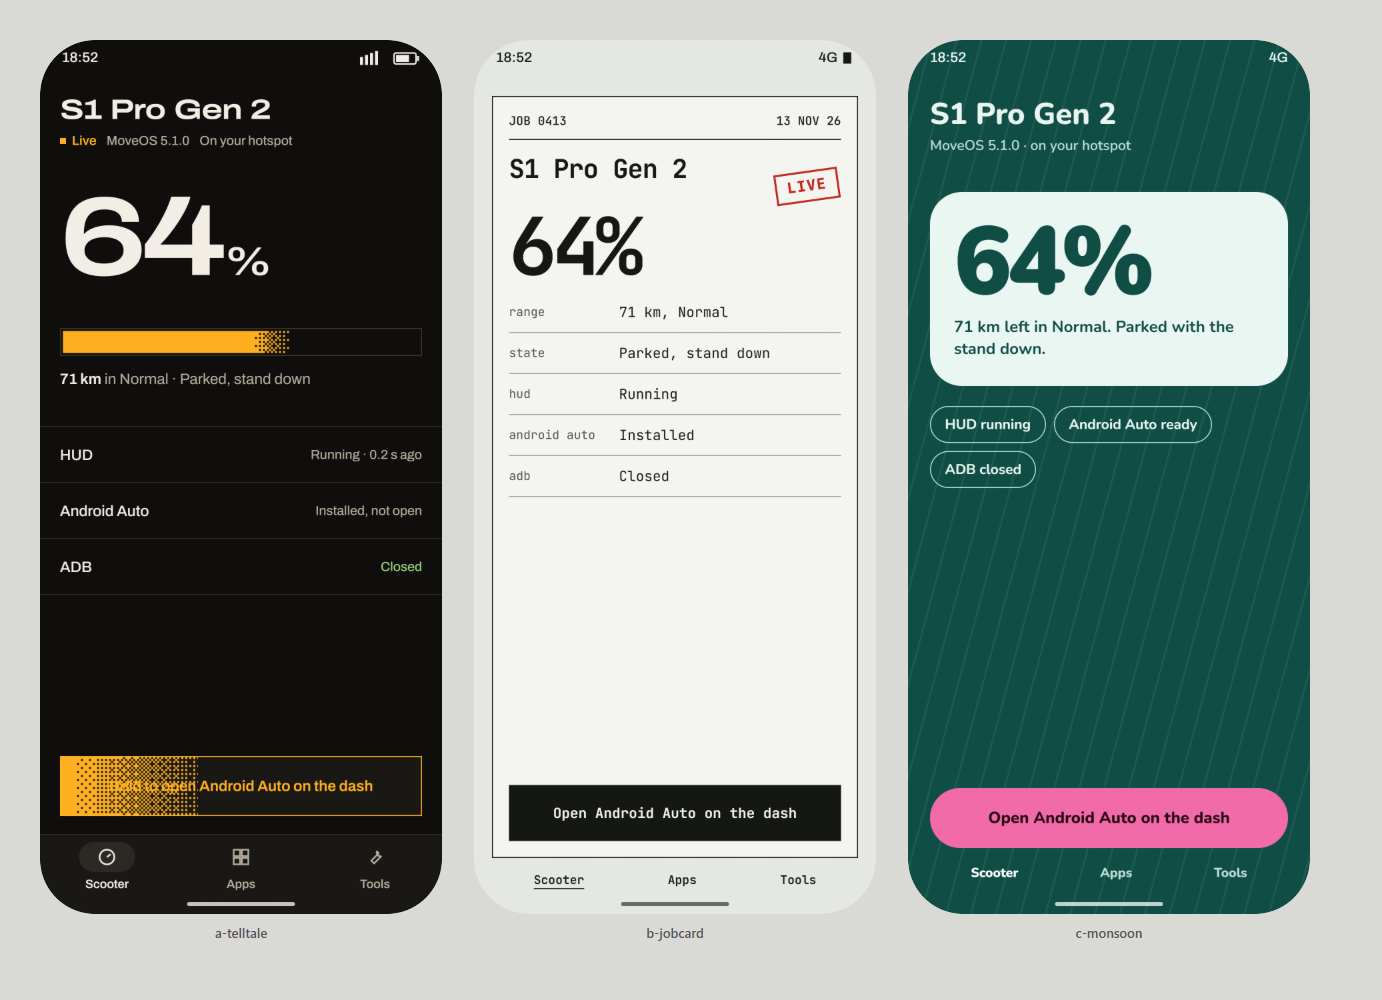 18:52
S1 Pro Gen 2
Live MoveOS 5.1.0 On your hotspot
64%
71 km in Normal · Parked, stand down
HUD Running · 0.2 s ago
Android Auto Installed, not open
ADB Closed
Hold to open Android Auto on the dash
Scooter Apps Tools
a-telltale
18:52 4G
JOB 0413 13 NOV 26
S1 Pro Gen 2
LIVE
64%
range 71 km, Normal
state Parked, stand down
hud Running
android auto Installed
adb Closed
Open Android Auto on the dash
Scooter Apps Tools
b-jobcard
18:52 4G
S1 Pro Gen 2
MoveOS 5.1.0 · on your hotspot
64%
71 km left in Normal. Parked with the
stand down.
HUD running Android Auto ready
ADB closed
Open Android Auto on the dash
Scooter Apps Tools
c-monsoon